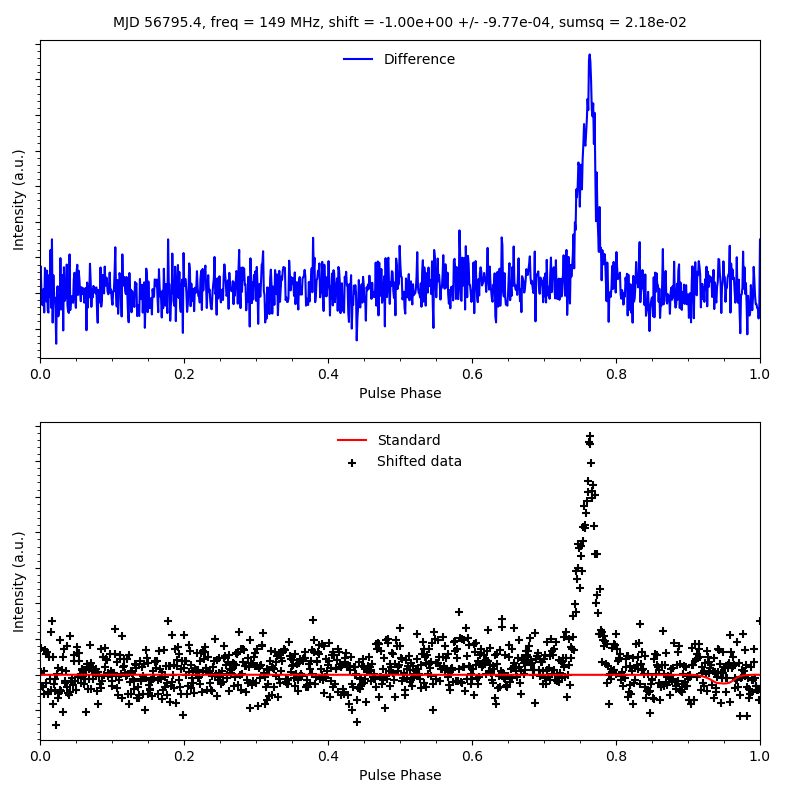 MJD 56795.4, freq = 149 MHz, shift = -1.00e+00 +/- -9.77e-04, sumsq = 2.18e-02
Difference
Intensity (a.u.)
0.0 0.2 0.4 0.6 0.8 1.0
Pulse Phase
Standard
Shifted data
Intensity (a.u.)
0.0 0.2 0.4 0.6 0.8 1.0
Pulse Phase